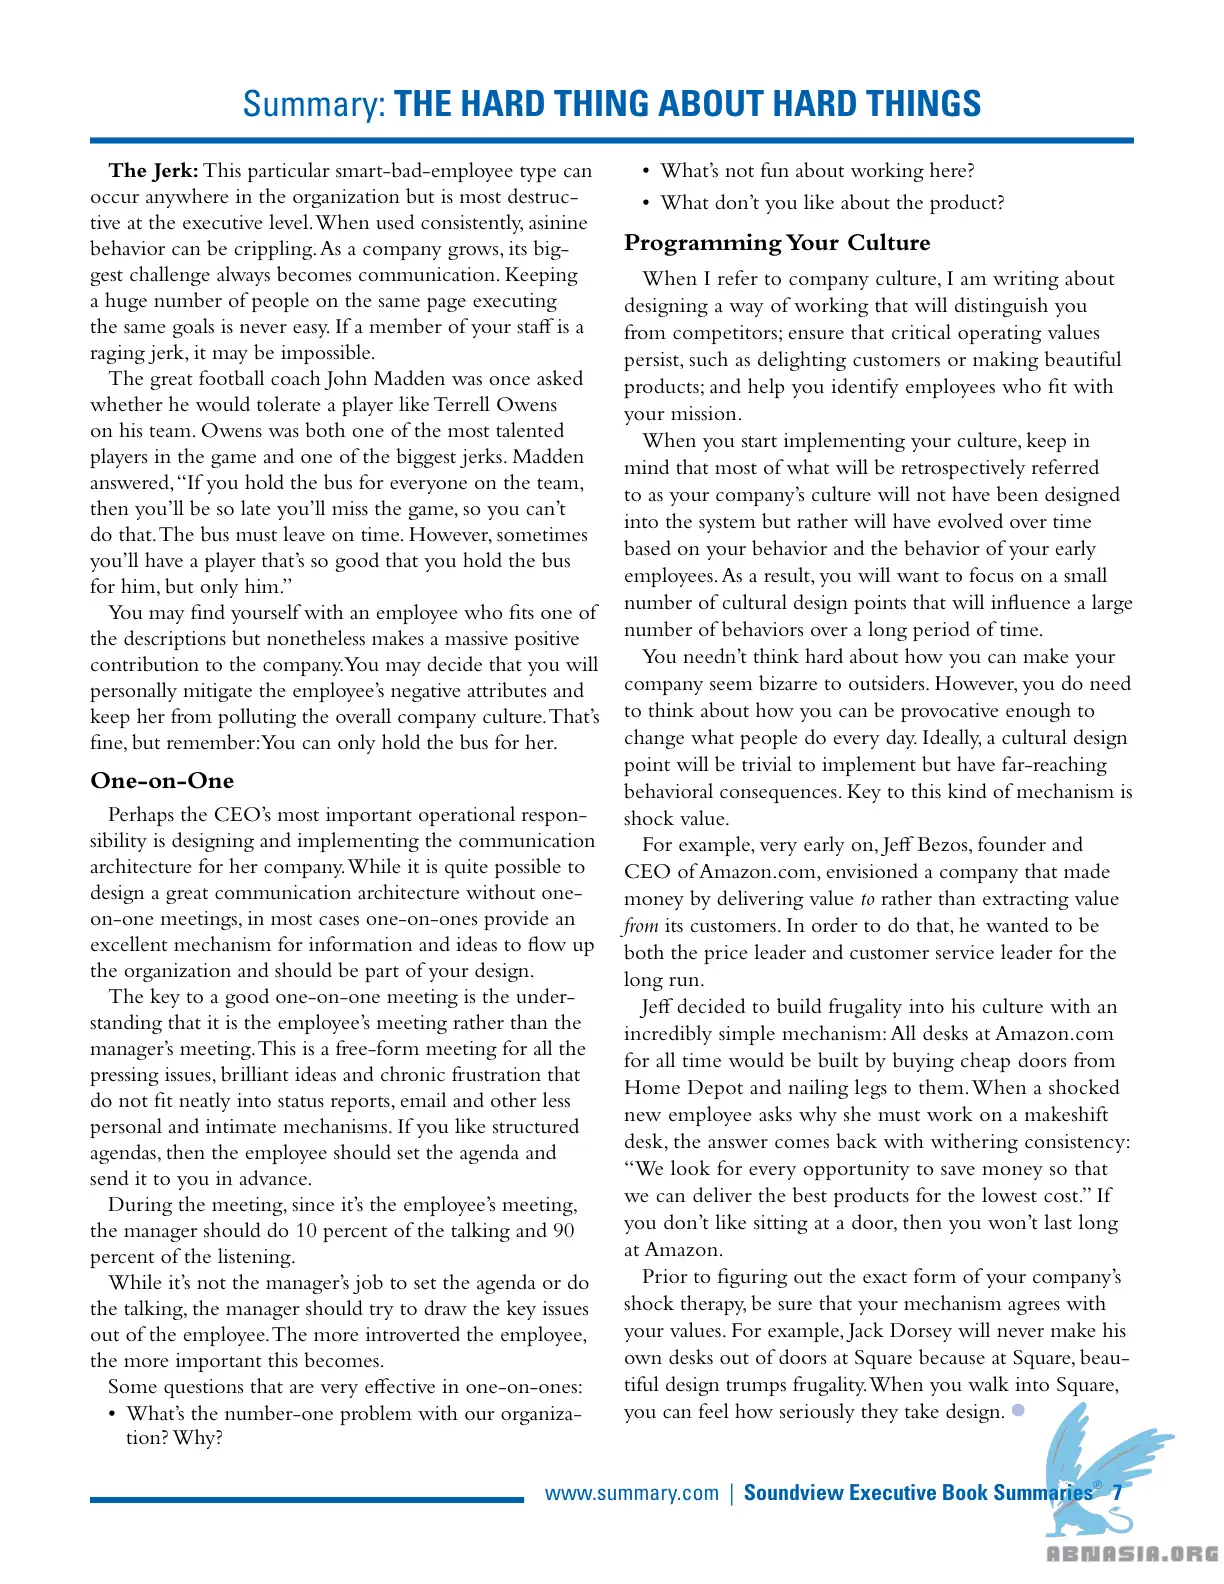 Summary: THE HARD THING ABOUT HARD THINGS
The Jerk: This particular smart-bad-employee type can
occur anywhere in the organization but is most destruc-
tive at the executive level. When used consistently, asinine
behavior can be crippling. As a company grows, its big-
gest challenge always becomes communication. Keeping
a huge number of people on the same page executing
the same goals is never easy. If a member of your staff is a
raging jerk, it may be impossible.
The great football coach John Madden was once asked
whether he would tolerate a player like Terrell Owens
on his team. Owens was both one of the most talented
players in the game and one of the biggest jerks. Madden
answered, “If you hold the bus for everyone on the team,
then you’ll be so late you’ll miss the game, so you can’t
do that. The bus must leave on time. However, sometimes
you’ll have a player that’s so good that you hold the bus
for him, but only him.”
You may find yourself with an employee who fits one of
the descriptions but nonetheless makes a massive positive
contribution to the company. You may decide that you will
personally mitigate the employee’s negative attributes and
keep her from polluting the overall company culture. That’s
fine, but remember: You can only hold the bus for her.
One-on-One
Perhaps the CEO’s most important operational respon-
sibility is designing and implementing the communication
architecture for her company. While it is quite possible to
design a great communication architecture without one-
on-one meetings, in most cases one-on-ones provide an
excellent mechanism for information and ideas to flow up
the organization and should be part of your design.
The key to a good one-on-one meeting is the under-
standing that it is the employee’s meeting rather than the
manager’s meeting. This is a free-form meeting for all the
pressing issues, brilliant ideas and chronic frustration that
do not fit neatly into status reports, email and other less
personal and intimate mechanisms. If you like structured
agendas, then the employee should set the agenda and
send it to you in advance.
During the meeting, since it’s the employee’s meeting,
the manager should do 10 percent of the talking and 90
percent of the listening.
While it’s not the manager’s job to set the agenda or do
the talking, the manager should try to draw the key issues
out of the employee. The more introverted the employee,
the more important this becomes.
Some questions that are very effective in one-on-ones:
• What’s the number-one problem with our organiza-
tion? Why?
• What’s not fun about working here?
• What don’t you like about the product?
Programming Your Culture
When I refer to company culture, I am writing about
designing a way of working that will distinguish you
from competitors; ensure that critical operating values
persist, such as delighting customers or making beautiful
products; and help you identify employees who fit with
your mission.
When you start implementing your culture, keep in
mind that most of what will be retrospectively referred
to as your company’s culture will not have been designed
into the system but rather will have evolved over time
based on your behavior and the behavior of your early
employees. As a result, you will want to focus on a small
number of cultural design points that will influence a large
number of behaviors over a long period of time.
You needn’t think hard about how you can make your
company seem bizarre to outsiders. However, you do need
to think about how you can be provocative enough to
change what people do every day. Ideally, a cultural design
point will be trivial to implement but have far-reaching
behavioral consequences. Key to this kind of mechanism is
shock value.
For example, very early on, Jeff Bezos, founder and
CEO of Amazon.com, envisioned a company that made
money by delivering value to rather than extracting value
from its customers. In order to do that, he wanted to be
both the price leader and customer service leader for the
long run.
Jeff decided to build frugality into his culture with an
incredibly simple mechanism: All desks at Amazon.com
for all time would be built by buying cheap doors from
Home Depot and nailing legs to them. When a shocked
new employee asks why she must work on a makeshift
desk, the answer comes back with withering consistency:
“We look for every opportunity to save money so that
we can deliver the best products for the lowest cost.” If
you don’t like sitting at a door, then you won’t last long
at Amazon.
Prior to figuring out the exact form of your company’s
shock therapy, be sure that your mechanism agrees with
your values. For example, Jack Dorsey will never make his
own desks out of doors at Square because at Square, beau-
tiful design trumps frugality. When you walk into Square,
you can feel how seriously they take design.
www.summary.com | Soundview Executive Book Summaries® 7
ABNASIA.ORG